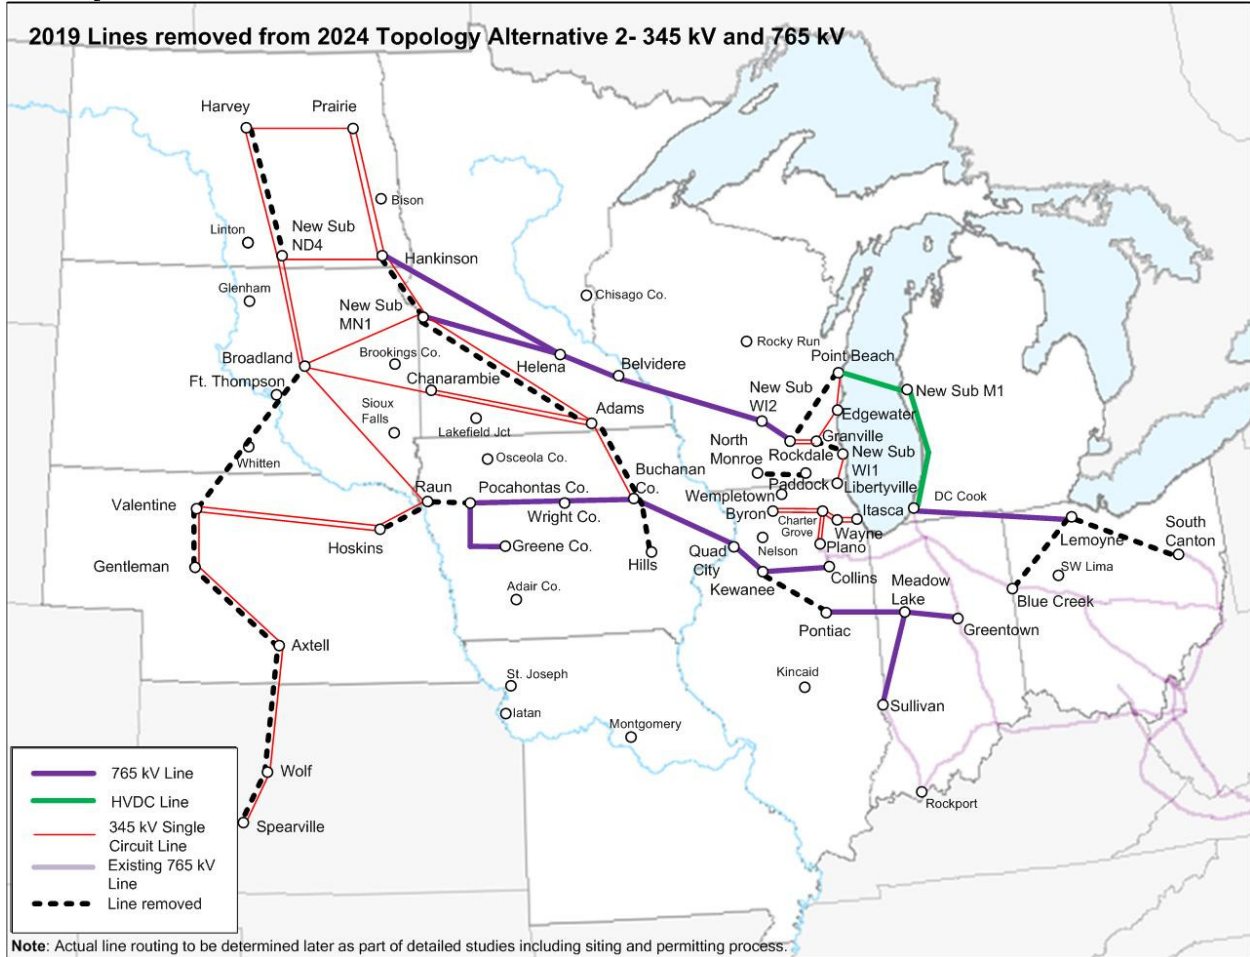 2019 Lines removed from 2024 Topology Alternative 2- 345 kV and 765 kV
Harvey
Prairie
Bison
Linton
New Sub
ND4
Hankinson
Glenham
Chisago Co.
New Sub
MN1
Rocky Run
Broadland
Brookings Co.
Helena
Belvidere
Point Beach
Ft. Thompson
Chanarambie
New Sub
WI2
New Sub M1
Sioux
Falls
Lakefield Jct
Adams
Edgewater
Granville
North
Monroe
Rockdale
New Sub
WI1
Whitten
Osceola Co.
Buchanan
Co.
Paddock
Libertyville
Valentine
Raun
Pocahontas Co.
Wempletown
DC Cook
Wright Co.
Byron
Charter
Grove
Itasca
Wayne
Lemoyne
South
Canton
Hoskins
Greene Co.
Hills
Quad
City
Nelson
Plano
Gentleman
Adair Co.
Kewanee
Collins
Meadow
Lake
SW Lima
Blue Creek
Pontiac
Greentown
Axtell
St. Joseph
Kincaid
Iatan
Montgomery
Sullivan
Wolf
Rockport
Spearville
765 kV Line
HVDC Line
345 kV Single
Circuit Line
Existing 765 kV
Line
Line removed
Note: Actual line routing to be determined later as part of detailed studies including siting and permitting process.